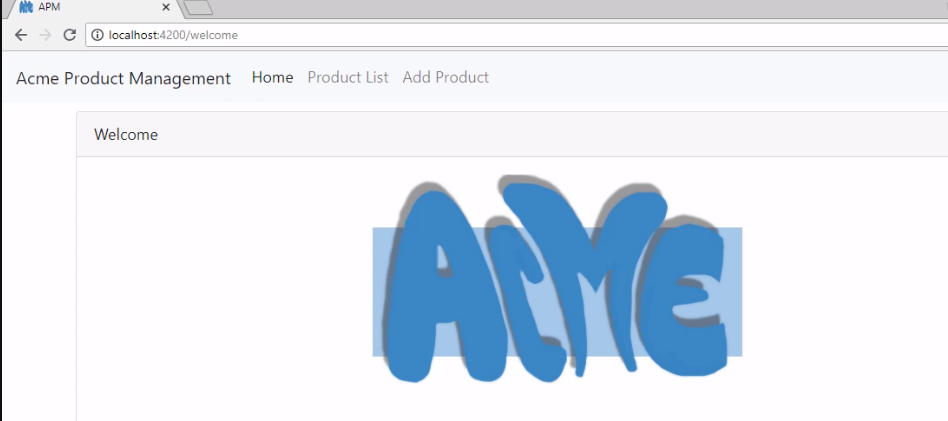 APM
localhost:4200/welcome
Acme Product Management Home Product List Add Product
Welcome
ACME